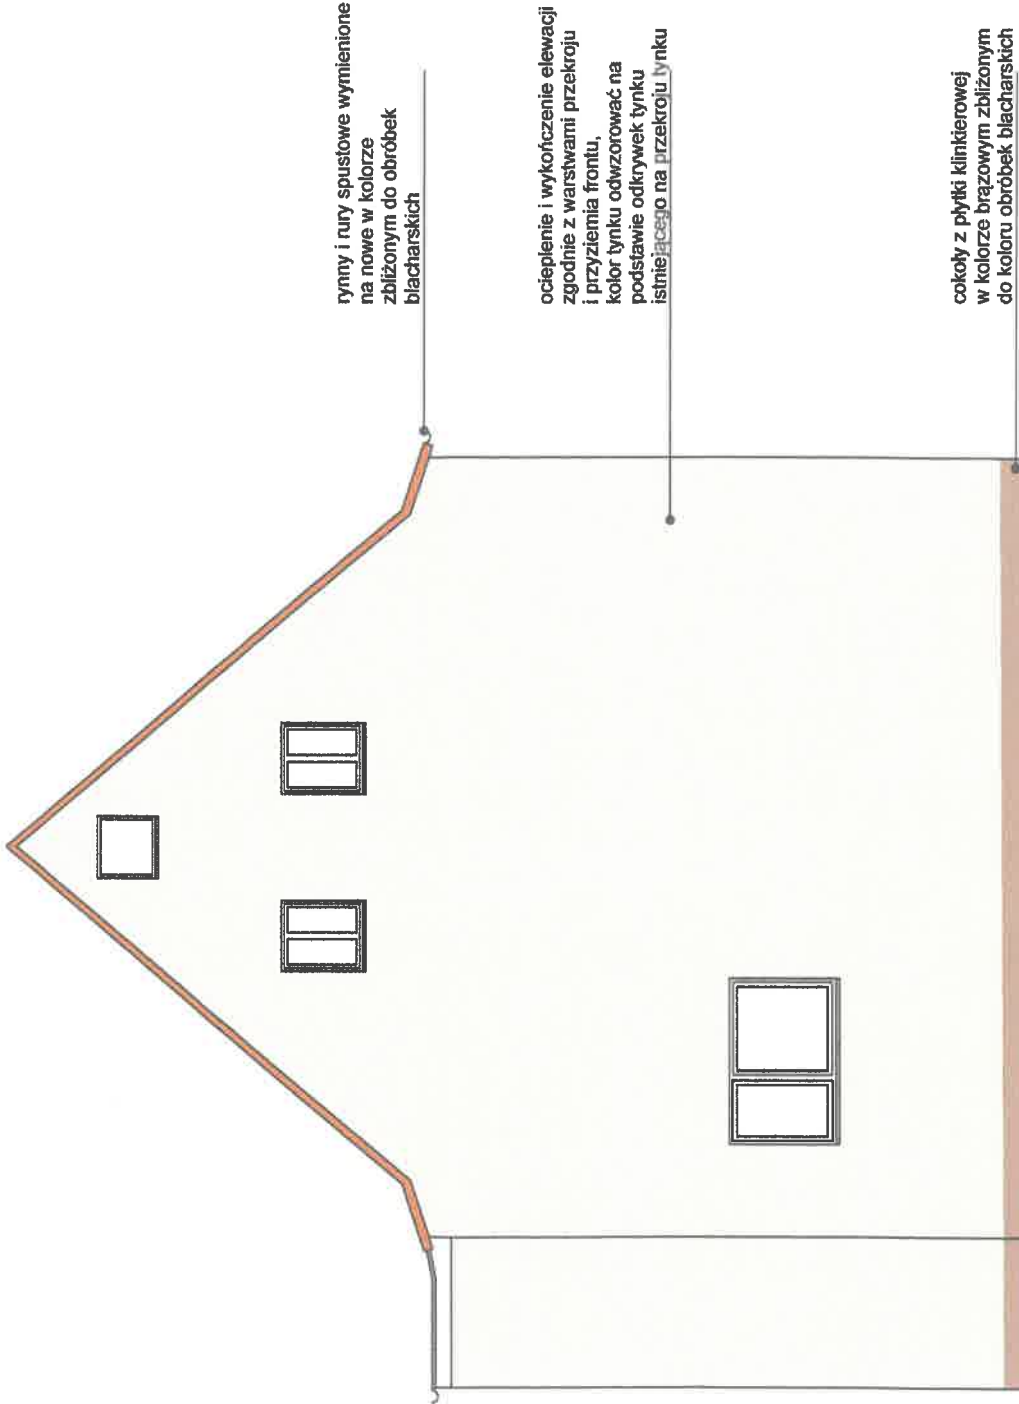 rynny i rury spustowe wymienione
na nowe w kolorze
zbliżonym do obróbek
blacharskich
ocieplenie i wykończenie elewacji
zgodnie z warstwami przekroju
i przyziemia frontu,
kolor tynku odwzorować na
podstawie odkrywek tynku
istniejącego na przekroju tynku
cokoły z płytki klinkierowej
w kolorze brązowym zbliżonym
do koloru obróbek blacharskich